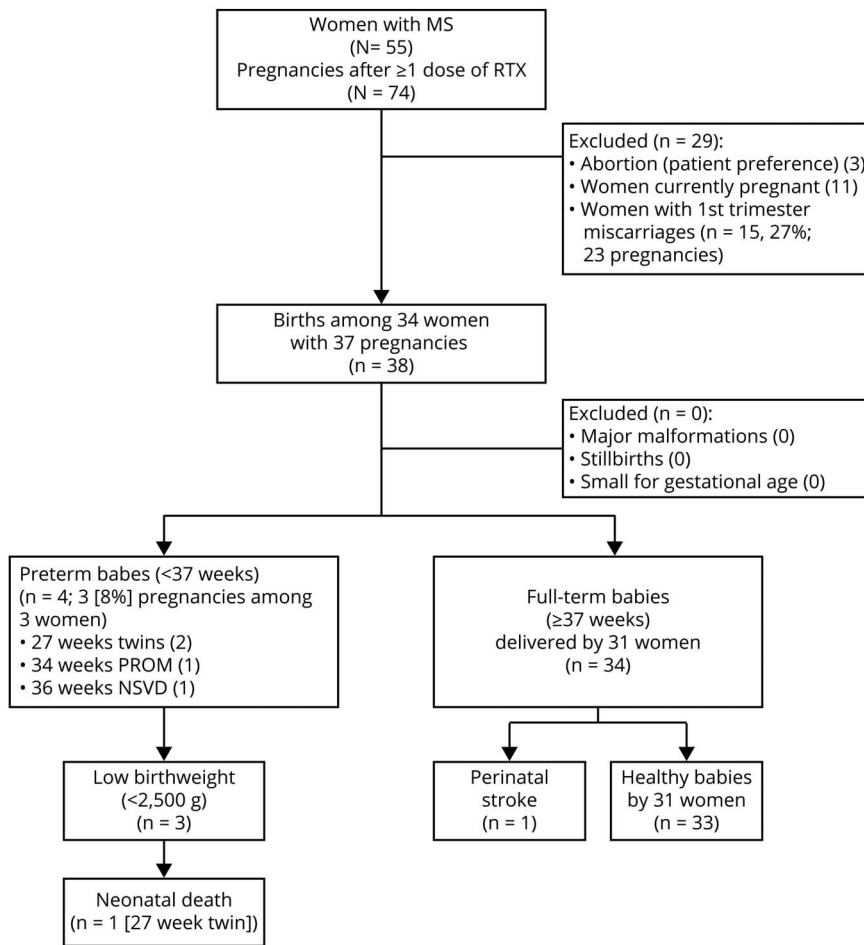 Women with MS
(N= 55)
Pregnancies after ≥1 dose of RTX
(N = 74)
Excluded (n = 29):
• Abortion (patient preference) (3)
• Women currently pregnant (11)
• Women with 1st trimester
miscarriages (n = 15, 27%;
23 pregnancies)
Births among 34 women
with 37 pregnancies
(n = 38)
Excluded (n = 0):
• Major malformations (0)
• Stillbirths (0)
• Small for gestational age (0)
Preterm babes (<37 weeks)
(n = 4; 3 [8%] pregnancies among
3 women)
• 27 weeks twins (2)
• 34 weeks PROM (1)
• 36 weeks NSVD (1)
Full-term babies
(≥37 weeks)
delivered by 31 women
(n = 34)
Low birthweight
(<2,500 g)
(n = 3)
Perinatal
stroke
(n = 1)
Healthy babies
by 31 women
(n = 33)
Neonatal death
(n = 1 [27 week twin])